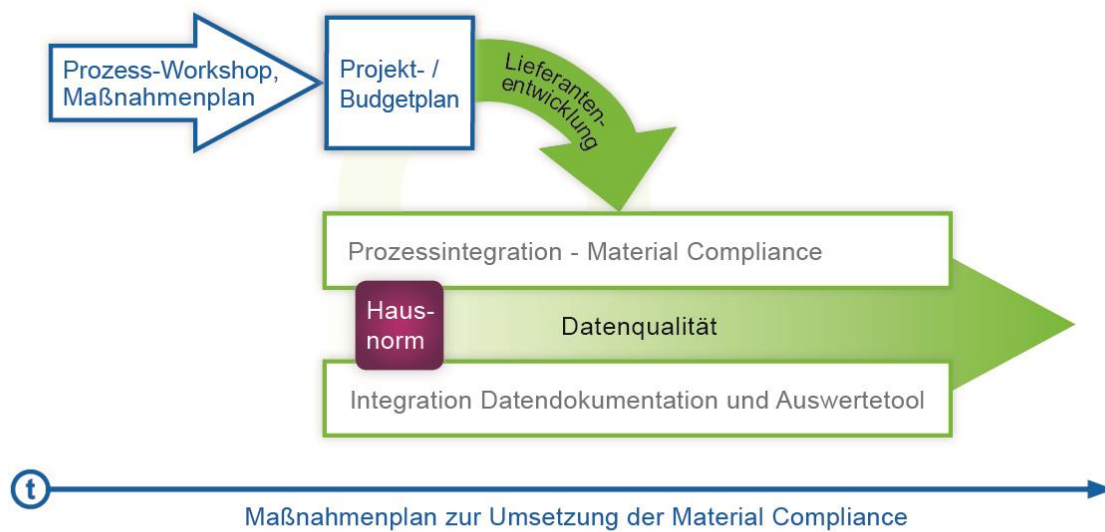 Prozess-Workshop,
Maßnahmenplan
Projekt- /
Budgetplan
Lieferanten-
entwicklung
Prozessintegration - Material Compliance
Haus-
norm
Datenqualität
Integration Datendokumentation und Auswertetool
t
Maßnahmenplan zur Umsetzung der Material Compliance